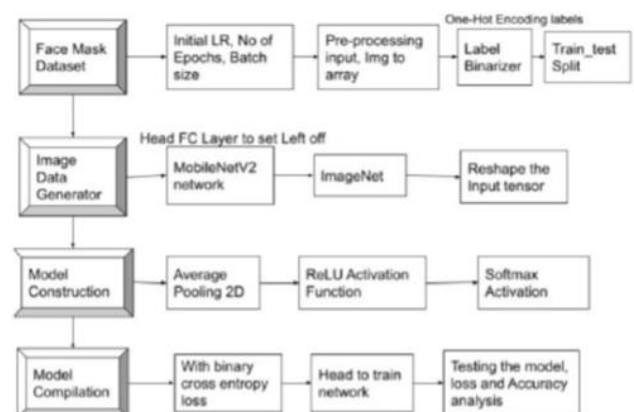 One-Hot Encoding labels
Face Mask
Dataset
Initial LR, No of
Epochs, Batch
size
Pre-processing
input, Img to
array
Label
Binarizer
Train_test
Split
Head FC Layer to set Left off
Image
Data
Generator
MobileNetV2
network
ImageNet
Reshape the
Input tensor
Model
Construction
Average
Pooling 2D
ReLU Activation
Function
Softmax
Activation
Model
Compilation
With binary
cross entropy
loss
Head to train
network
Testing the model,
loss and Accuracy
analysis